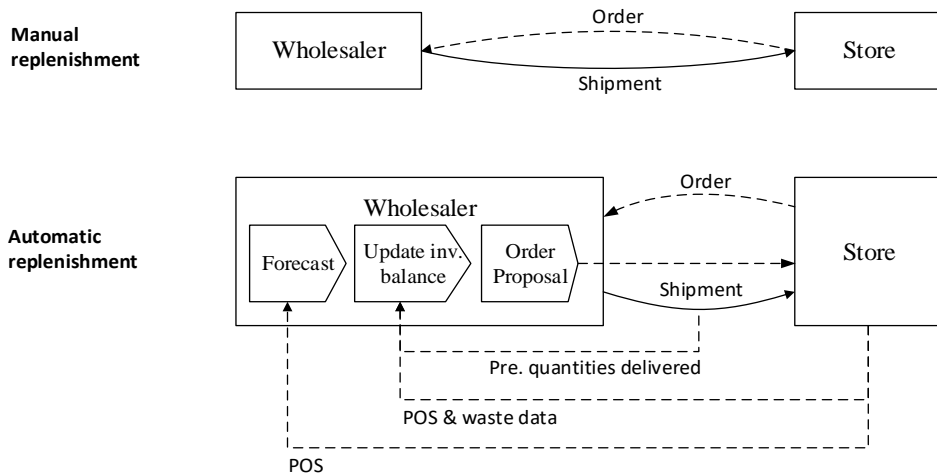 Manual
replenishment
Wholesaler
Order
Shipment
Store
Automatic
replenishment
Wholesaler
Forecast
Update inv.
balance
Order
Proposal
Order
Shipment
Store
Pre. quantities delivered
POS & waste data
POS